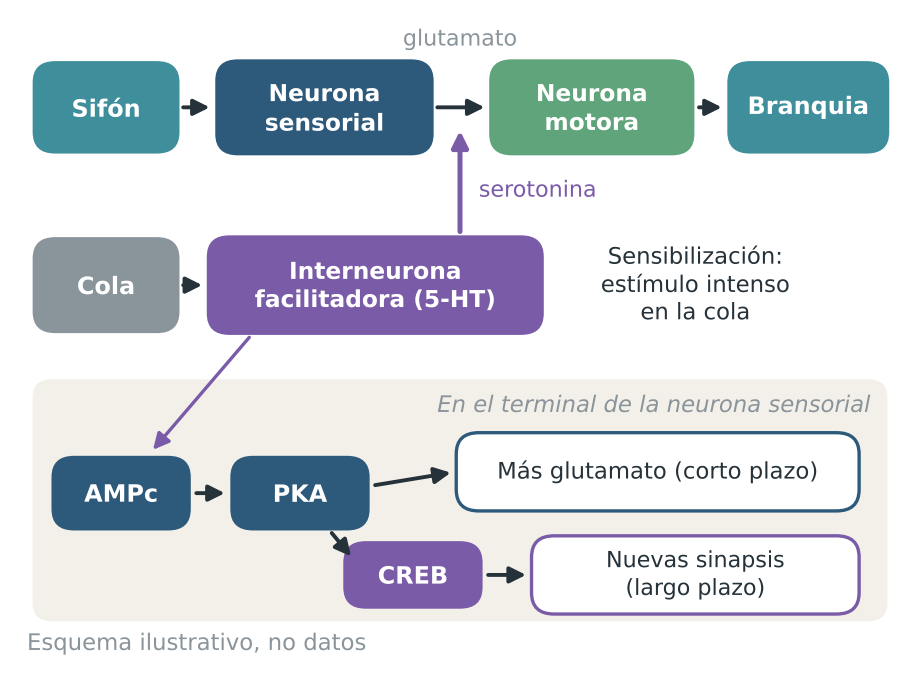 glutamato
Sifón
Neurona
sensorial
Neurona
motora
Branquia
serotonina
Cola
Interneurona
facilitadora (5-HT)
Sensibilización:
estímulo intenso
en la cola
En el terminal de la neurona sensorial
AMPc
PKA
Más glutamato (corto plazo)
CREB
Nuevas sinapsis
(largo plazo)
Esquema ilustrativo, no datos